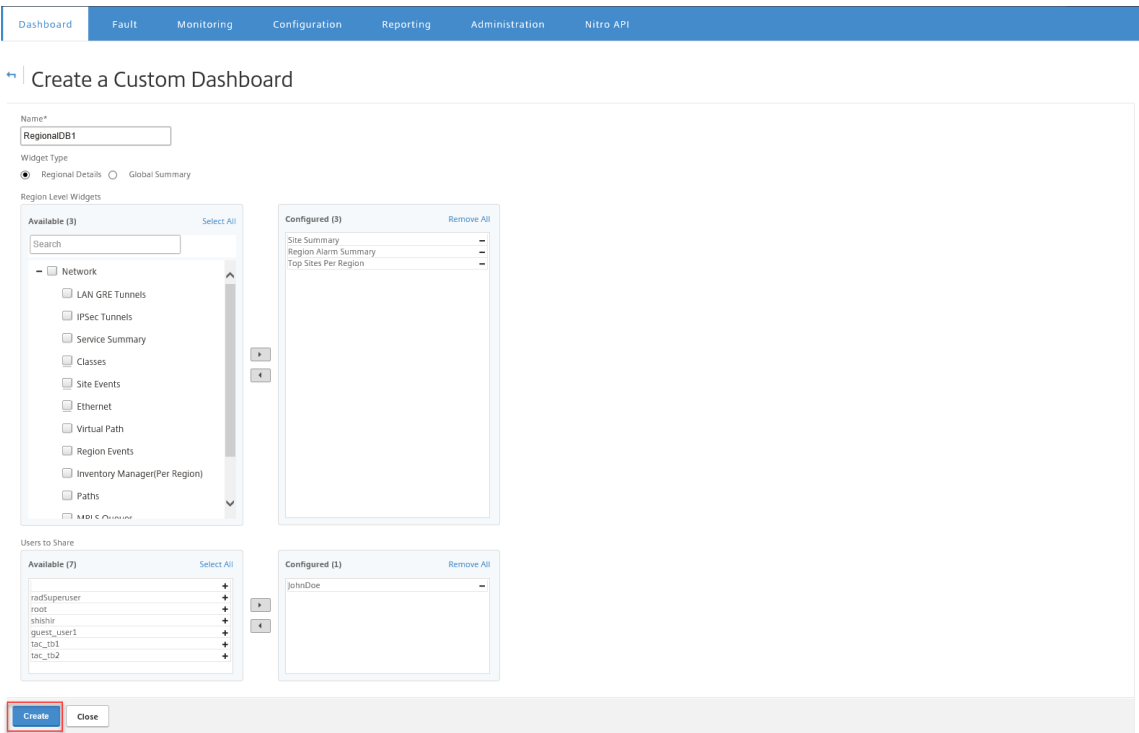 Dashboard Fault Monitoring Configuration Reporting Administration Nitro API
Create a Custom Dashboard
Name*
RegionalDB1
Widget Type
Regional Details Global Summary
Region Level Widgets
Available (3) Select All
Search
Network
LAN GRE Tunnels
IPSec Tunnels
Service Summary
Classes
Site Events
Ethernet
Virtual Path
Region Events
Inventory Manager(Per Region)
Paths
MPLS Queues
Configured (3) Remove All
Site Summary
Region Alarm Summary
Top Sites Per Region
Users to Share
Available (7) Select All
radSuperuser
root
shishir
guest_user1
tac_tb1
tac_tb2
Configured (1) Remove All
JohnDoe
Create Close